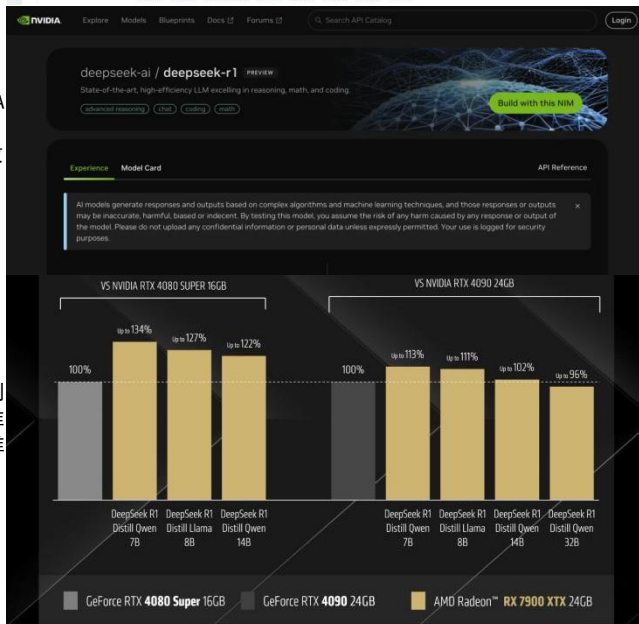 NVIDIA Explore Models Blueprints Docs Forums Search API Catalog Login
deepseek-ai / deepseek-r1 PREVIEW
State-of-the-art, high-efficiency LLM excelling in reasoning, math, and coding.
advanced reasoning chat coding math
Build with this NIM
Experience Model Card API Reference
AI models generate responses and outputs based on complex algorithms and machine learning techniques, and those responses or outputs
may be inaccurate, harmful, biased or indecent. By testing this model, you assume the risk of any harm caused by any response or output of
the model. Please do not upload any confidential information or personal data unless expressly permitted. Your use is logged for security
purposes.
VS NVIDIA RTX 4080 SUPER 16GB
100%
Up to 134%
Up to 127%
Up to 122%
DeepSeek R1 Distill Qwen 7B
DeepSeek R1 Distill Llama 8B
DeepSeek R1 Distill Qwen 14B
VS NVIDIA RTX 4090 24GB
100%
Up to 113%
Up to 111%
Up to 102%
Up to 96%
DeepSeek R1 Distill Qwen 7B
DeepSeek R1 Distill Llama 8B
DeepSeek R1 Distill Qwen 14B
DeepSeek R1 Distill Qwen 32B
GeForce RTX 4080 Super 16GB GeForce RTX 4090 24GB AMD Radeon™ RX 7900 XTX 24GB